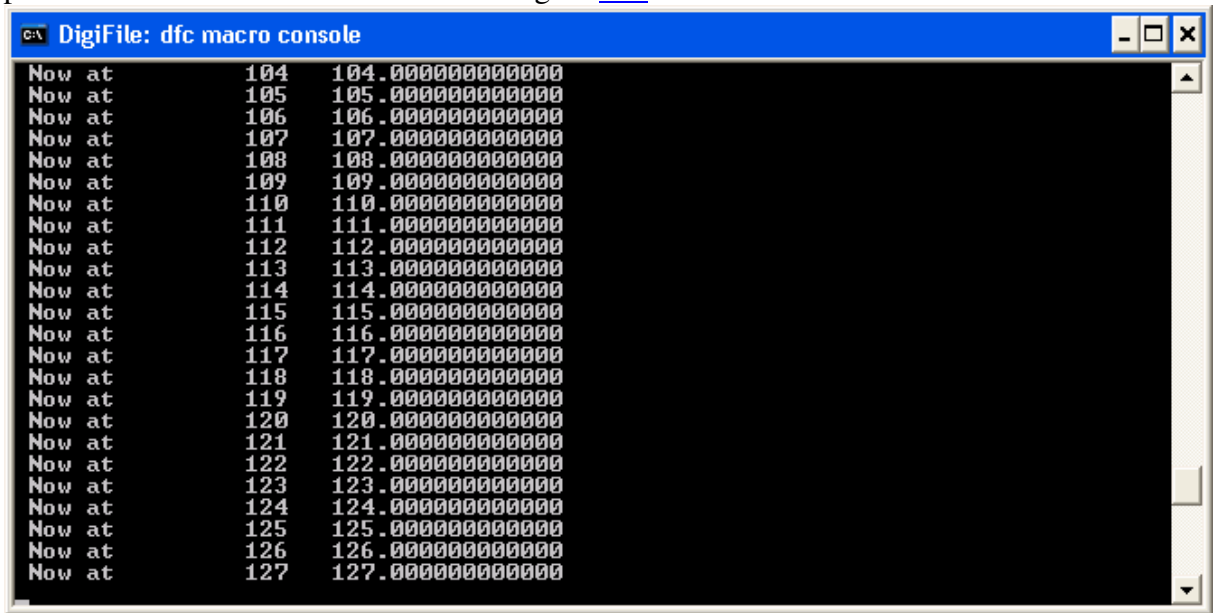 DigiFile: dfc macro console
Now at 104 104.000000000000
Now at 105 105.000000000000
Now at 106 106.000000000000
Now at 107 107.000000000000
Now at 108 108.000000000000
Now at 109 109.000000000000
Now at 110 110.000000000000
Now at 111 111.000000000000
Now at 112 112.000000000000
Now at 113 113.000000000000
Now at 114 114.000000000000
Now at 115 115.000000000000
Now at 116 116.000000000000
Now at 117 117.000000000000
Now at 118 118.000000000000
Now at 119 119.000000000000
Now at 120 120.000000000000
Now at 121 121.000000000000
Now at 122 122.000000000000
Now at 123 123.000000000000
Now at 124 124.000000000000
Now at 125 125.000000000000
Now at 126 126.000000000000
Now at 127 127.000000000000